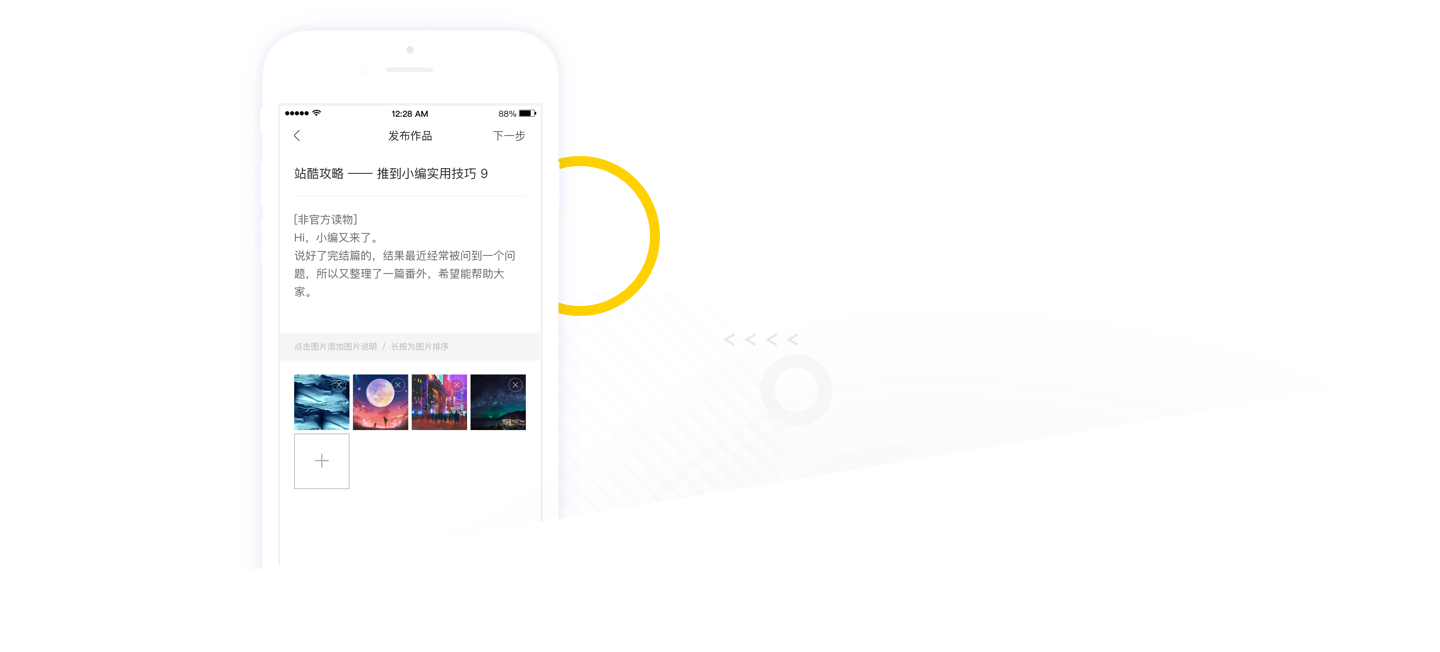 12:28 AM
88%
发布作品
下一步
站酷攻略 —— 推到小编实用技巧 9
[非官方读物]
Hi，小编又来了。
说好了完结篇的，结果最近经常被问到一个问
题，所以又整理了一篇番外，希望能帮助大
家。
点击图片添加图片说明 / 长按为图片排序